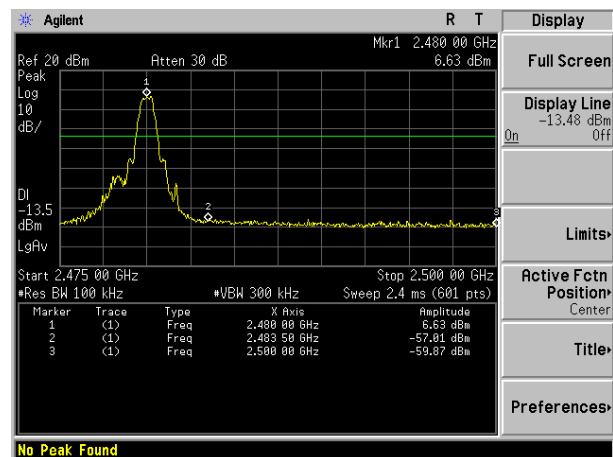 Agilent R T Display
Mkr1 2.480 00 GHz
Ref 20 dBm Atten 30 dB 6.63 dBm
Peak
Log
10
dB/
1
2
3
DI
-13.5
dBm
LgAv
Start 2.475 00 GHz Stop 2.500 00 GHz
#Res BW 100 kHz #VBW 300 kHz Sweep 2.4 ms (601 pts)
Marker Trace Type X Axis Amplitude
1 (1) Freq 2.480 00 GHz 6.63 dBm
2 (1) Freq 2.483 50 GHz -57.01 dBm
3 (1) Freq 2.500 00 GHz -59.87 dBm
Full Screen
Display Line
-13.48 dBm
On Off
Limits
Active Fctn
Position
Center
Title
Preferences
No Peak Found